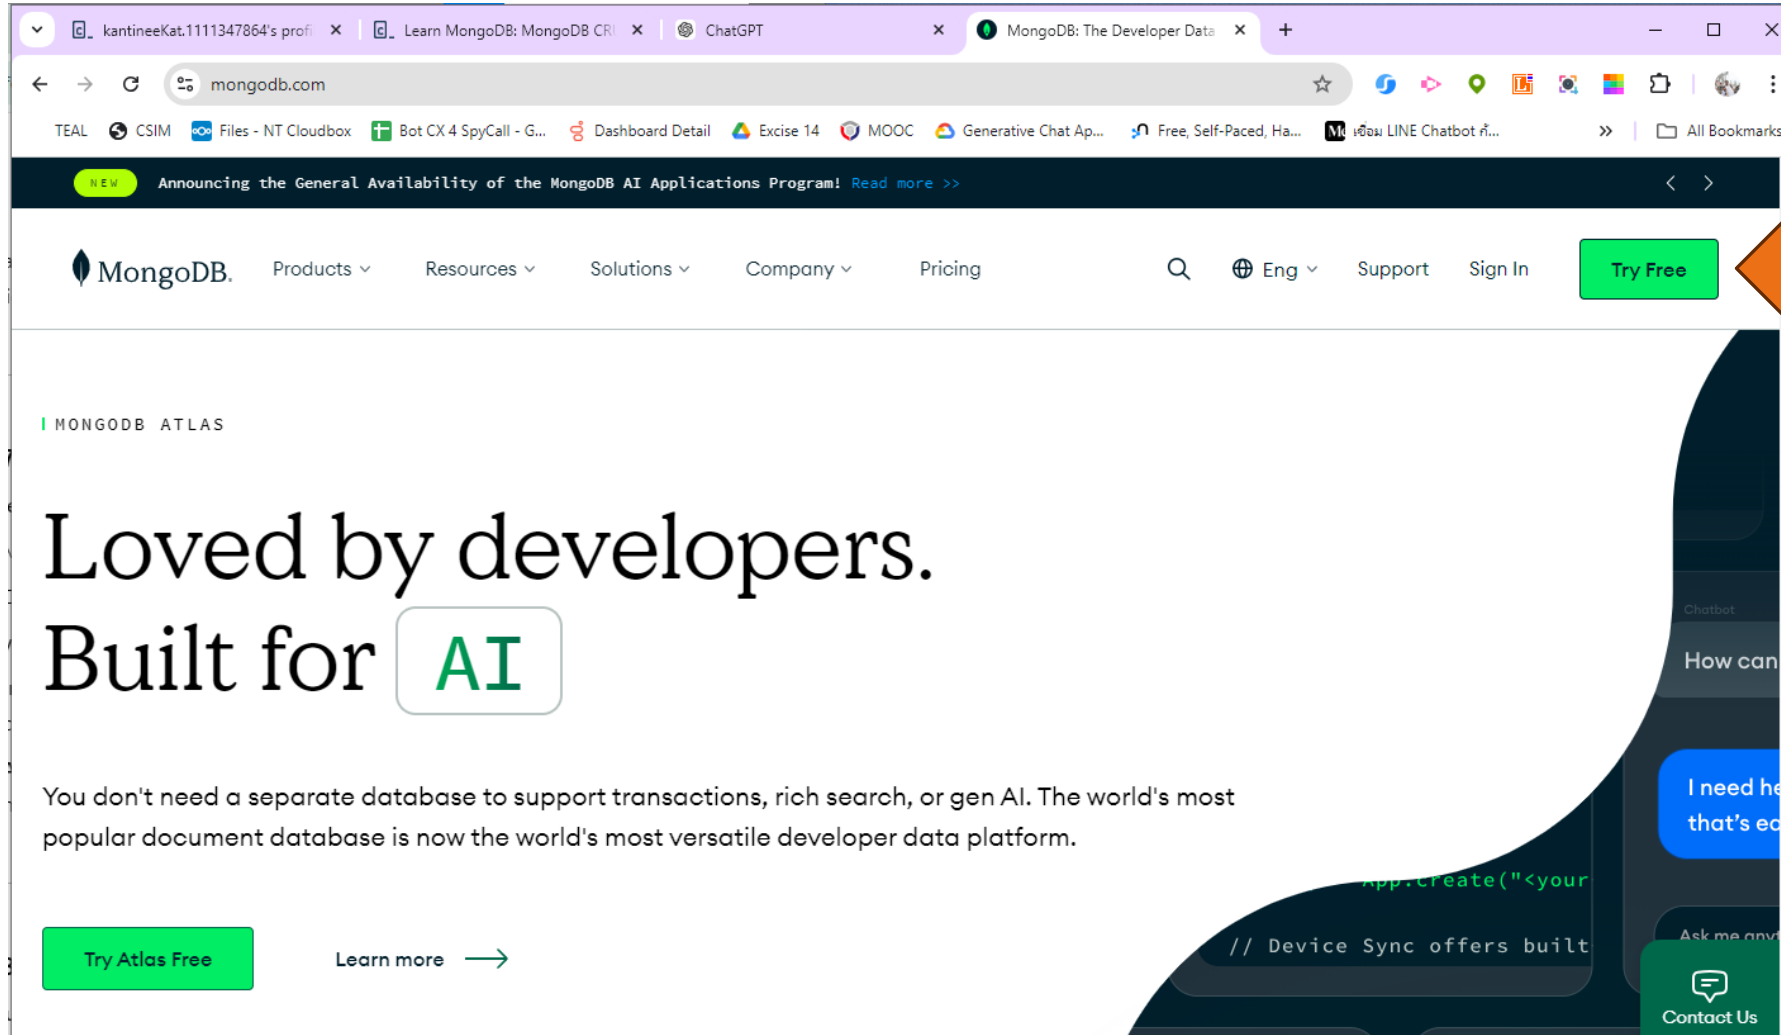 kantineeKat.1111347864's profi
Learn MongoDB: MongoDB CR
ChatGPT
MongoDB: The Developer Data
mongodb.com
TEAL CSIM Files - NT Cloudbox Bot CX 4 SpyCall - G... Dashboard Detail Excise 14 MOOC Generative Chat Ap... Free, Self-Paced, Ha... เชื่อม LINE Chatbot กั... All Bookmarks
NEW Announcing the General Availability of the MongoDB AI Applications Program! Read more >>
MongoDB. Products Resources Solutions Company Pricing Eng Support Sign In Try Free
MONGODB ATLAS
Loved by developers.
Built for AI
You don't need a separate database to support transactions, rich search, or gen AI. The world's most
popular document database is now the world's most versatile developer data platform.
Try Atlas Free Learn more
Chatbot
How can
I need he
that's ea
App.create("<your
// Device Sync offers built
Ask me anyt
Contact Us